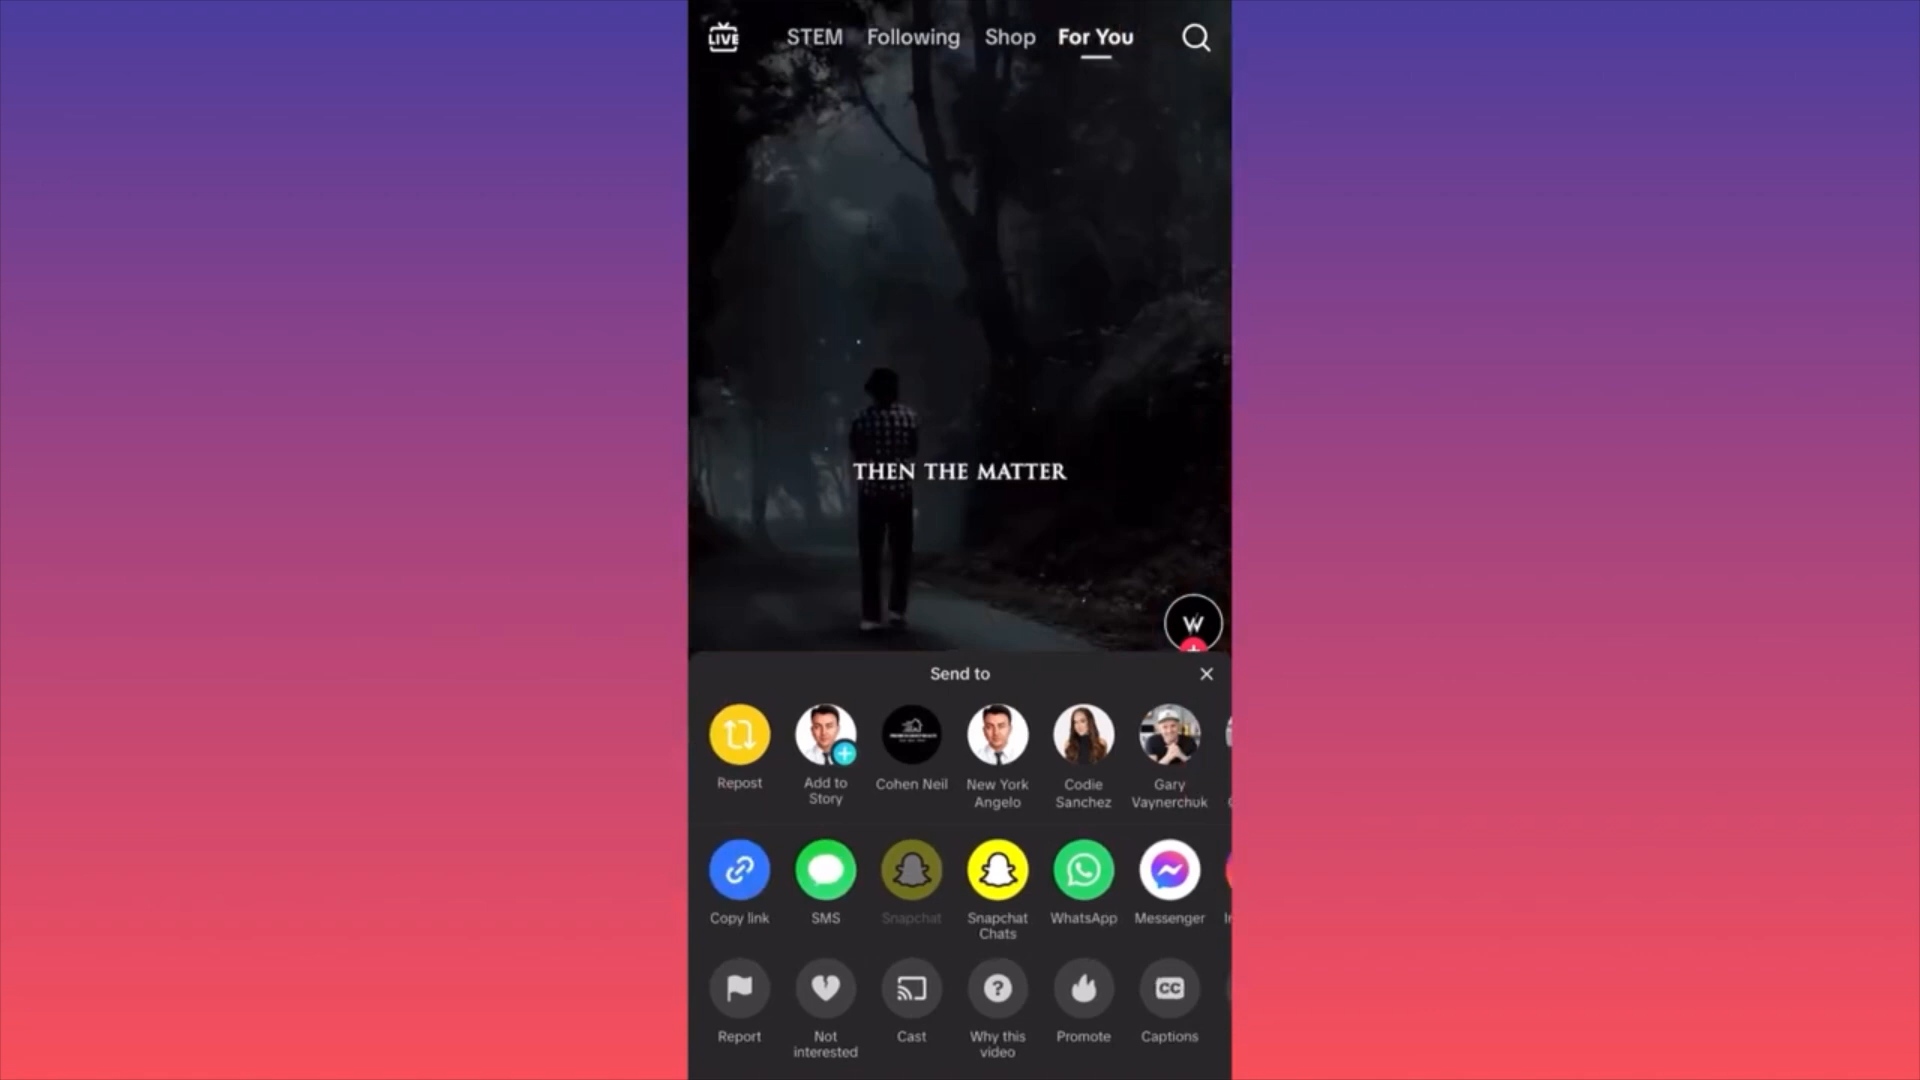 LIVE
STEM Following Shop For You
THEN THE MATTER
W
Send to
Repost
Add to
Story
Cohen Neil
New York
Angelo
Codie
Sanchez
Gary
Vaynerchuk
Copy link
SMS
Snapchat
Snapchat
Chats
WhatsApp
Messenger
Report
Not
interested
Cast
Why this
video
Promote
CC
Captions